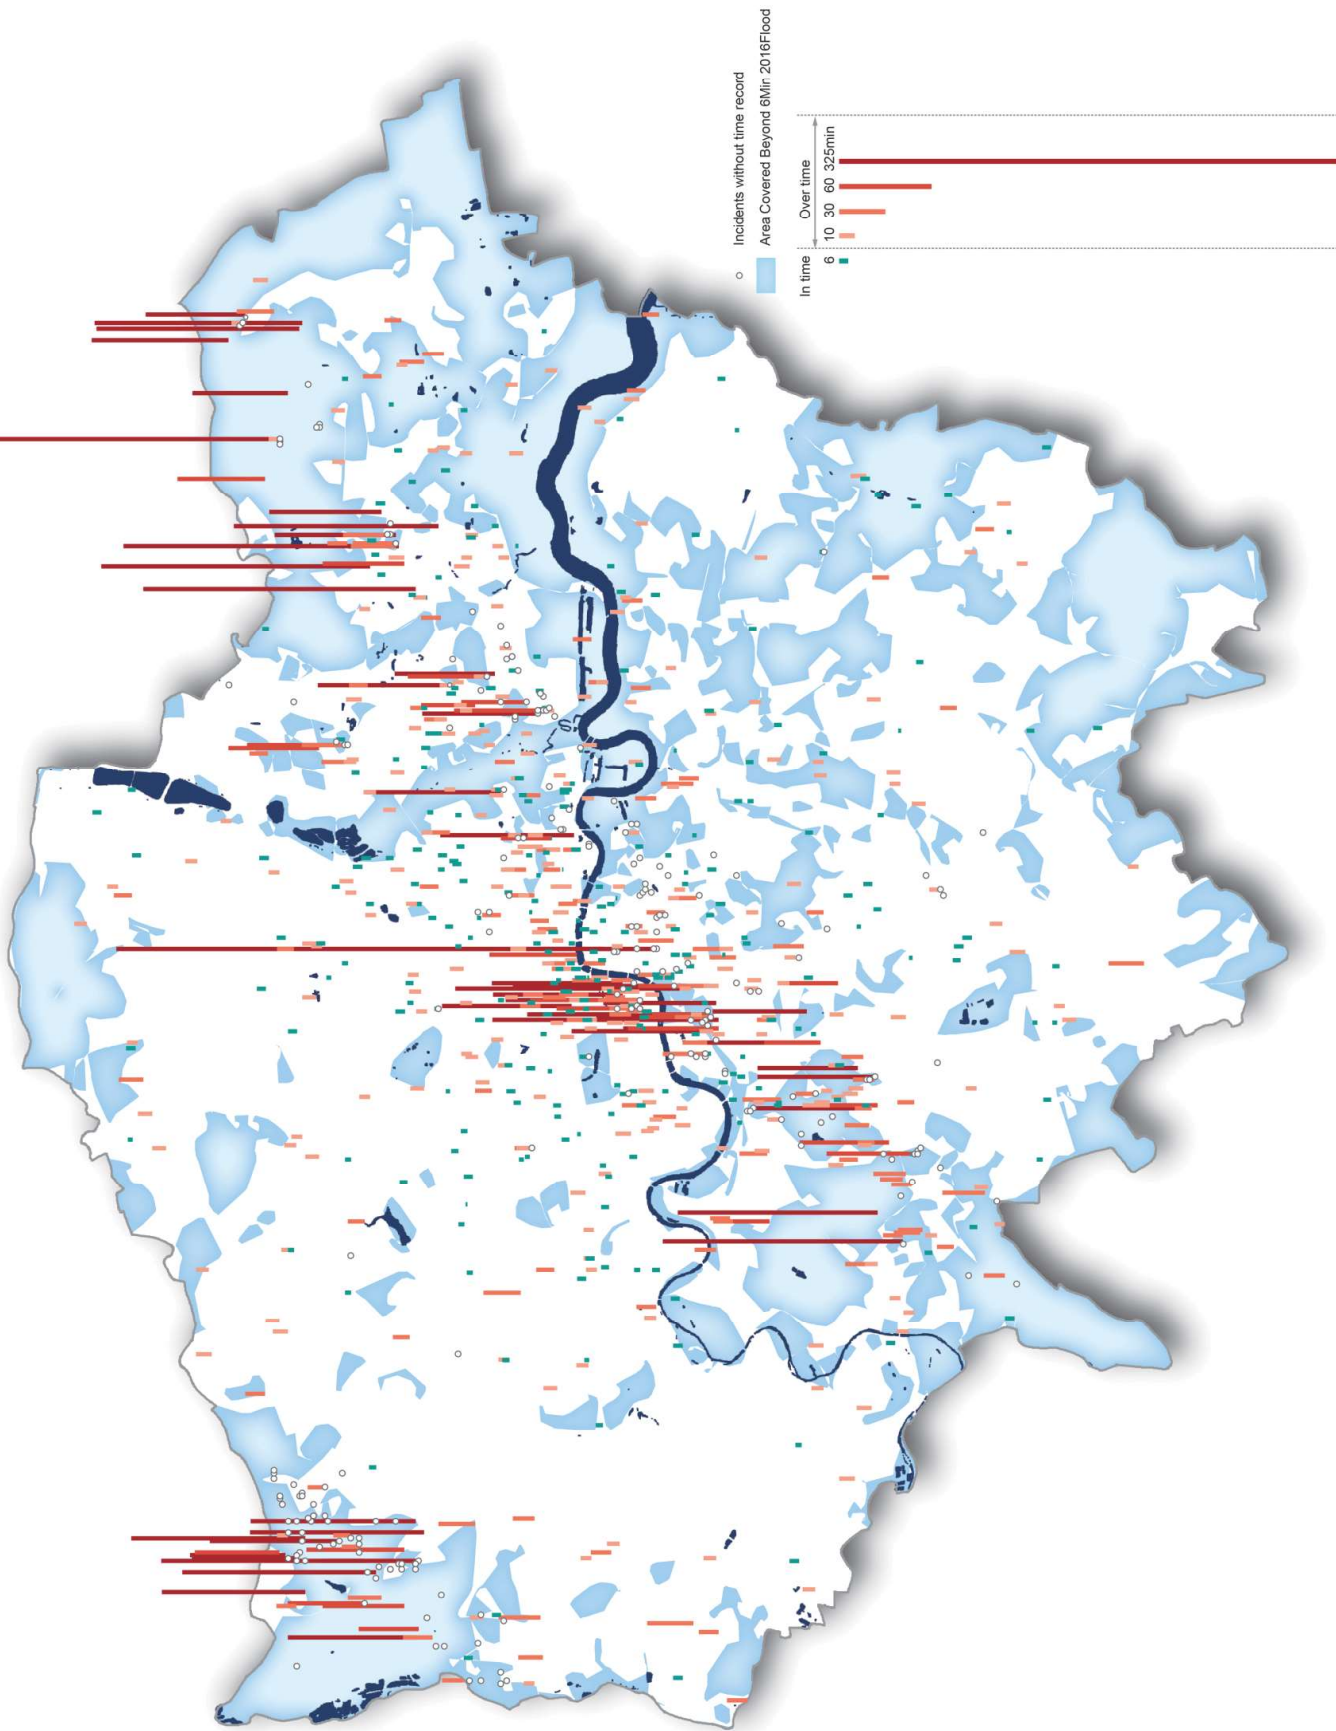 Incidents without time record
Area Covered Beyond 6Min 2016Flood
In time Over time
6 10 30 60 325min